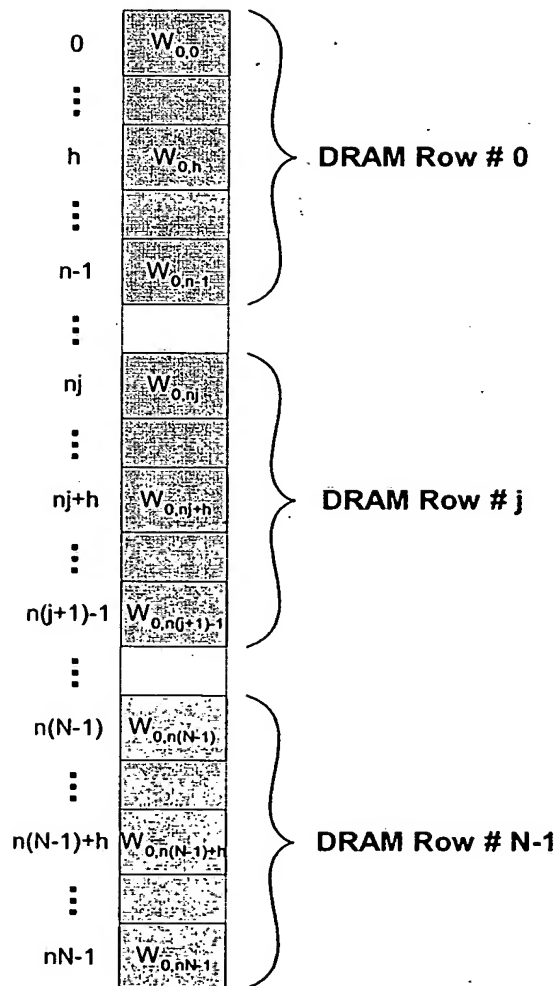 0 W0,0
⋮
h W0,h DRAM Row # 0
⋮
n-1 W0,n-1
⋮
nj W0,nj
⋮
nj+h W0,nj+h DRAM Row # j
⋮
n(j+1)-1 W0,n(j+1)-1
⋮
n(N-1) W0,n(N-1)
⋮
n(N-1)+h W0,n(N-1)+h DRAM Row # N-1
⋮
nN-1 W0,nN-1